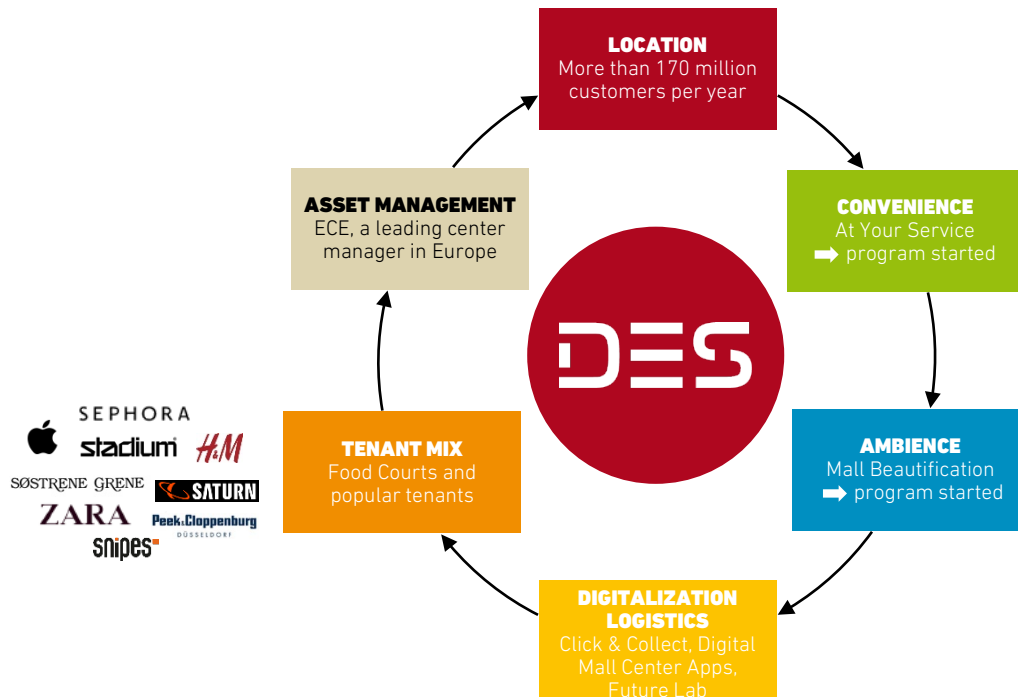 LOCATION
More than 170 million
customers per year
CONVENIENCE
At Your Service
➡ program started
AMBIENCE
Mall Beautification
➡ program started
DIGITALIZATION
LOGISTICS
Click & Collect, Digital
Mall Center Apps,
Future Lab
TENANT MIX
Food Courts and
popular tenants
ASSET MANAGEMENT
ECE, a leading center
manager in Europe
DES
SEPHORA
stadium
H&M
SØSTRENE GRENE
SATURN
ZARA
Peek&Cloppenburg
DÜSSELDORF
snipes